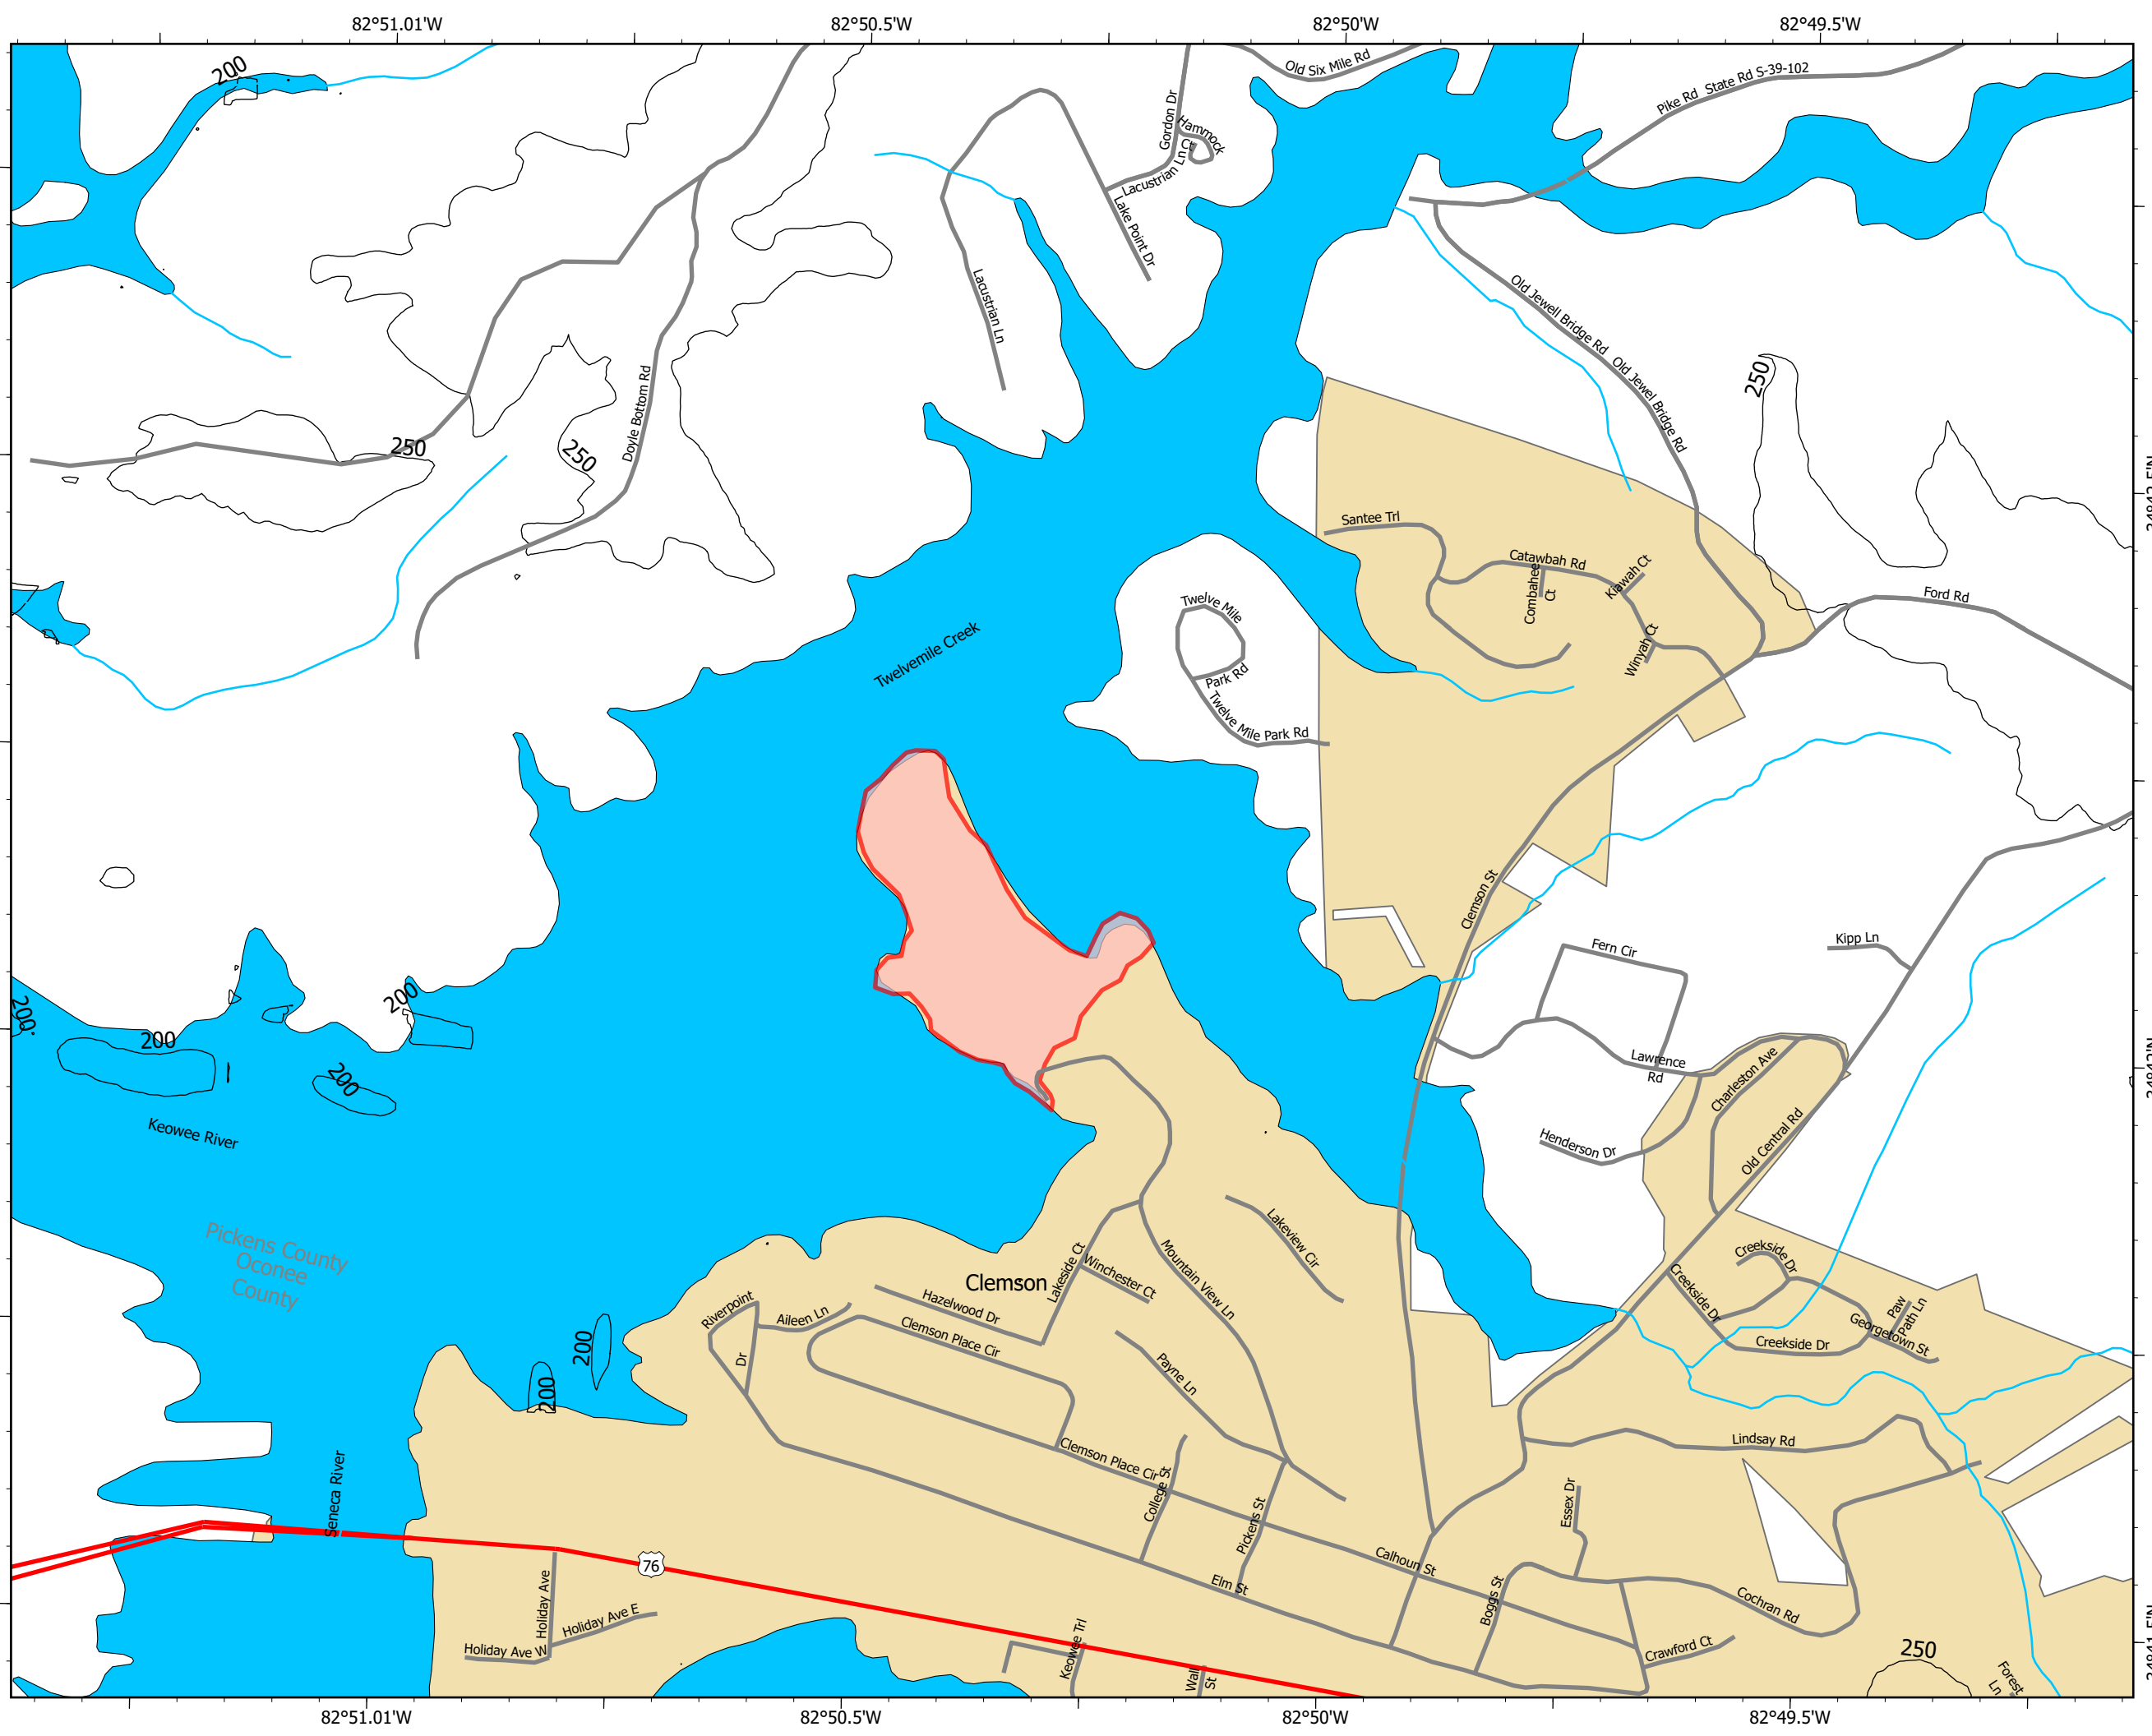 82°51.01'W
82°50.5'W
82°50'W
82°49.5'W
200
Old Six Mile Rd
Pike Rd
State Rd S-39-102
Gordon Dr
Hammock
Ct
Lacustrian Ln
Lake Point Dr
Lacustrian Ln
Old Jewell Bridge Rd
Old Jewel Bridge Rd
250
Doyle Bottom Rd
250
250
Santee Trl
Catawbah Rd
Combahee
Ct
Kiawah Ct
Winyah Ct
Ford Rd
Twelve Mile
Park Rd
Twelve Mile Park Rd
Twelvemile Creek
Clemson St
Fern Cir
Kipp Ln
200
200
200
200
Lawrence
Rd
Charleston Ave
Henderson Dr
Old Central Rd
Keowee River
Pickens County
Oconee
County
Lakeview Cir
Mountain View Ln
Lakeside Ct
Winchester Ct
Clemson
Hazelwood Dr
Clemson Place Cir
Riverpoint
Dr
Aileen Ln
Creekside Dr
Creekside Dr
Creekside Dr
Paw
Path Ln
Georgetown St
200
200
Payne Ln
Clemson Place Cir
College St
Pickens St
Lindsay Rd
Essex Dr
Seneca River
76
Calhoun St
Elm St
Boggs St
Cochran Rd
Crawford Ct
Holiday Ave
Holiday Ave E
Holiday Ave W
Keowee Trl
Wall
St
250
Forest
Ln
82°51.01'W
82°50.5'W
82°50'W
82°49.5'W